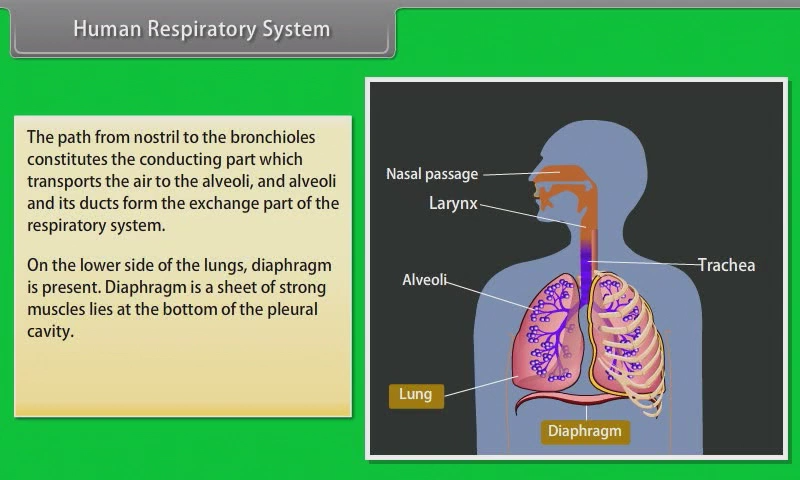 Human Respiratory System
The path from nostril to the bronchioles
constitutes the conducting part which
transports the air to the alveoli, and alveoli
and its ducts form the exchange part of the
respiratory system.
On the lower side of the lungs, diaphragm
is present. Diaphragm is a sheet of strong
muscles lies at the bottom of the pleural
cavity.
Nasal passage
Larynx
Trachea
Alveoli
Lung
Diaphragm